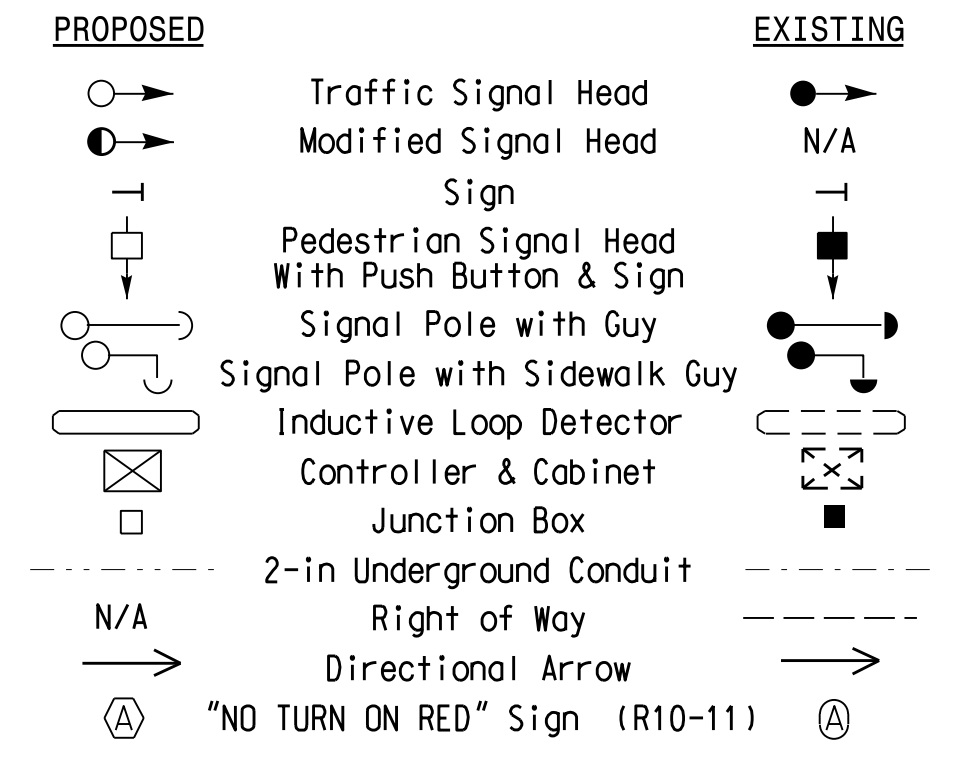 PROPOSED EXISTING
Traffic Signal Head
Modified Signal Head N/A
Sign
Pedestrian Signal Head
With Push Button & Sign
Signal Pole with Guy
Signal Pole with Sidewalk Guy
Inductive Loop Detector
Controller & Cabinet
Junction Box
2-in Underground Conduit
N/A Right of Way
Directional Arrow
A "NO TURN ON RED" Sign (R10-11) A